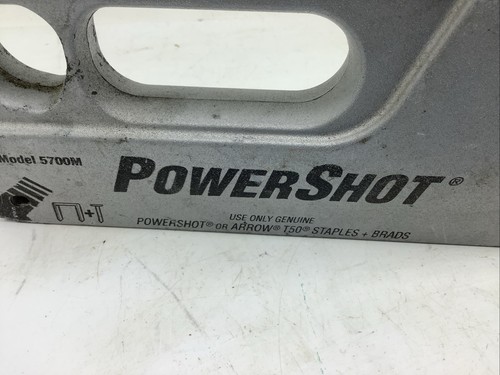 Model 5700M
POWERSHOT®
USE ONLY GENUINE
POWERSHOT® OR ARROW® T50® STAPLES + BRADS